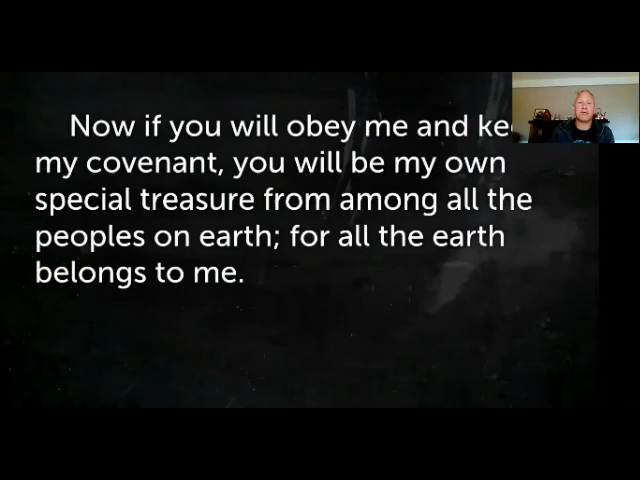 Now if you will obey me and ke
my covenant, you will be my own
special treasure from among all the
peoples on earth; for all the earth
belongs to me.